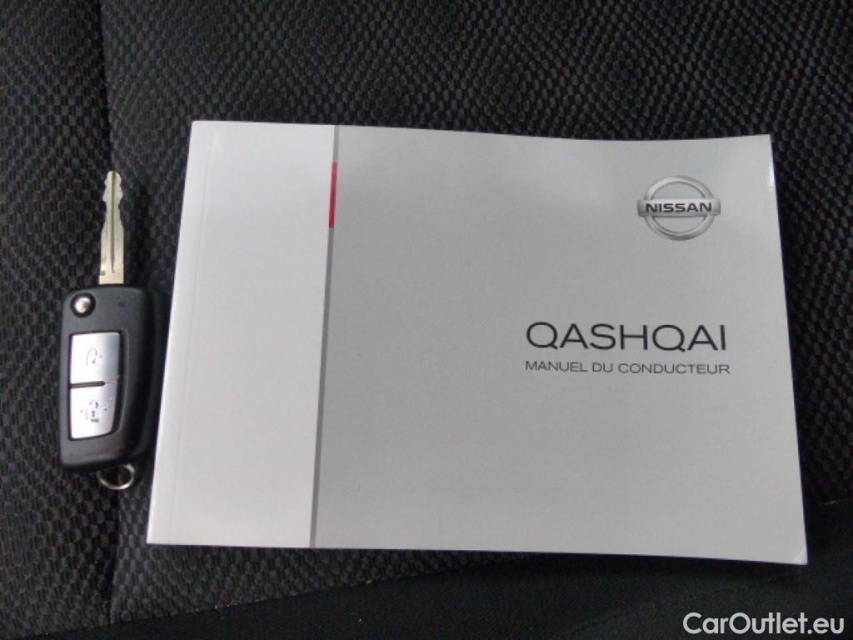 NISSAN
QASHQAI
MANUEL DU CONDUCTEUR
CarOutlet.eu